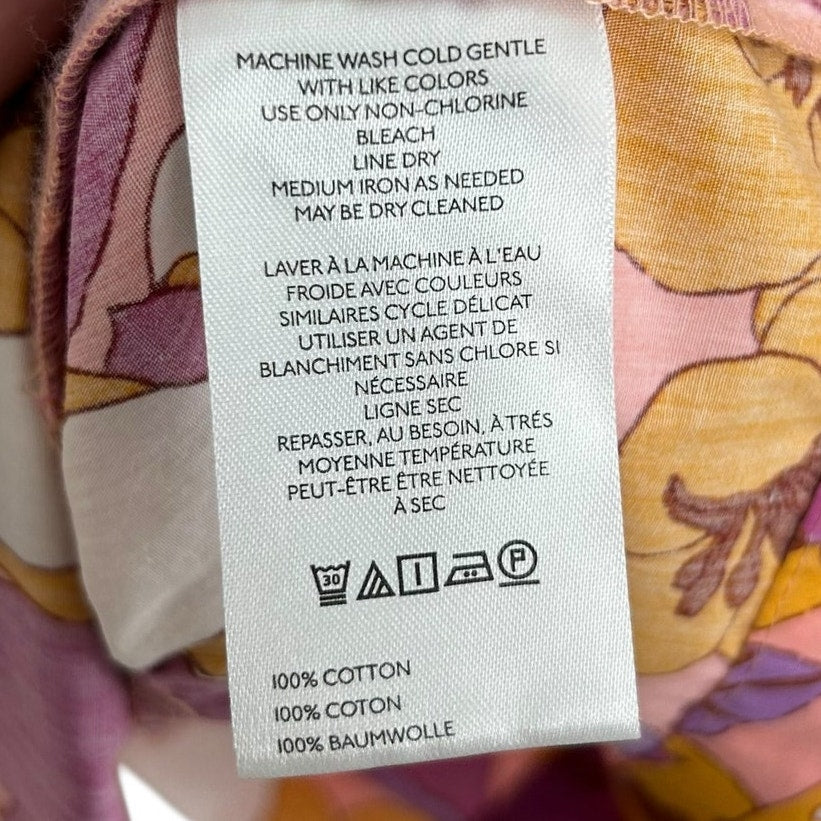 MACHINE WASH COLD GENTLE
WITH LIKE COLORS
USE ONLY NON-CHLORINE
BLEACH
LINE DRY
MEDIUM IRON AS NEEDED
MAY BE DRY CLEANED
LAVER À LA MACHINE À L'EAU
FROIDE AVEC COULEURS
SIMILAIRES CYCLE DÉLICAT
UTILISER UN AGENT DE
BLANCHIMENT SANS CHLORE SI
NÉCESSAIRE
LIGNE SEC
REPASSER, AU BESOIN, À TRÉS
MOYENNE TEMPÉRATURE
PEUT-ÊTRE ÊTRE NETTOYÉE
À SEC
30 P
100% COTTON
100% COTON
100% BAUMWOLLE